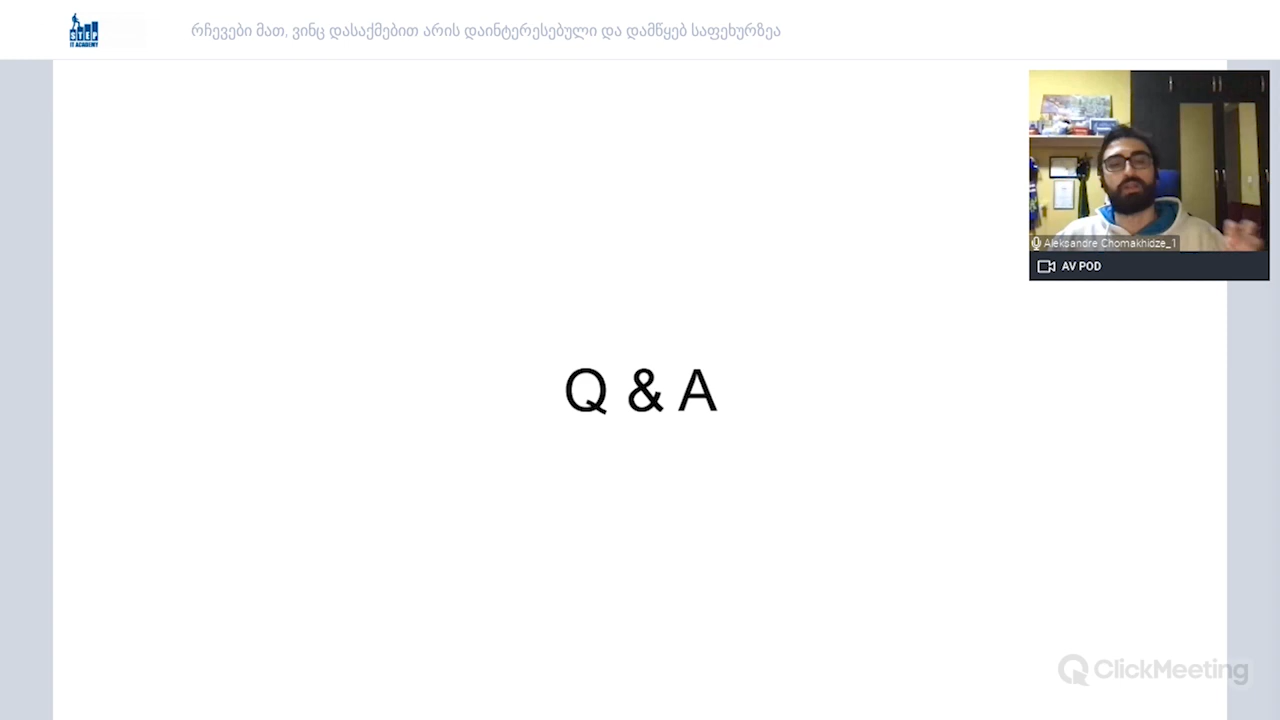 STEP
IT ACADEMY
რჩევები მათ, ვინც დასაქმებით არის დაინტერესებული და დამწყებ საფეხურზეა
Aleksandre Chomakhidze_1
AV POD
Q & A
ClickMeeting